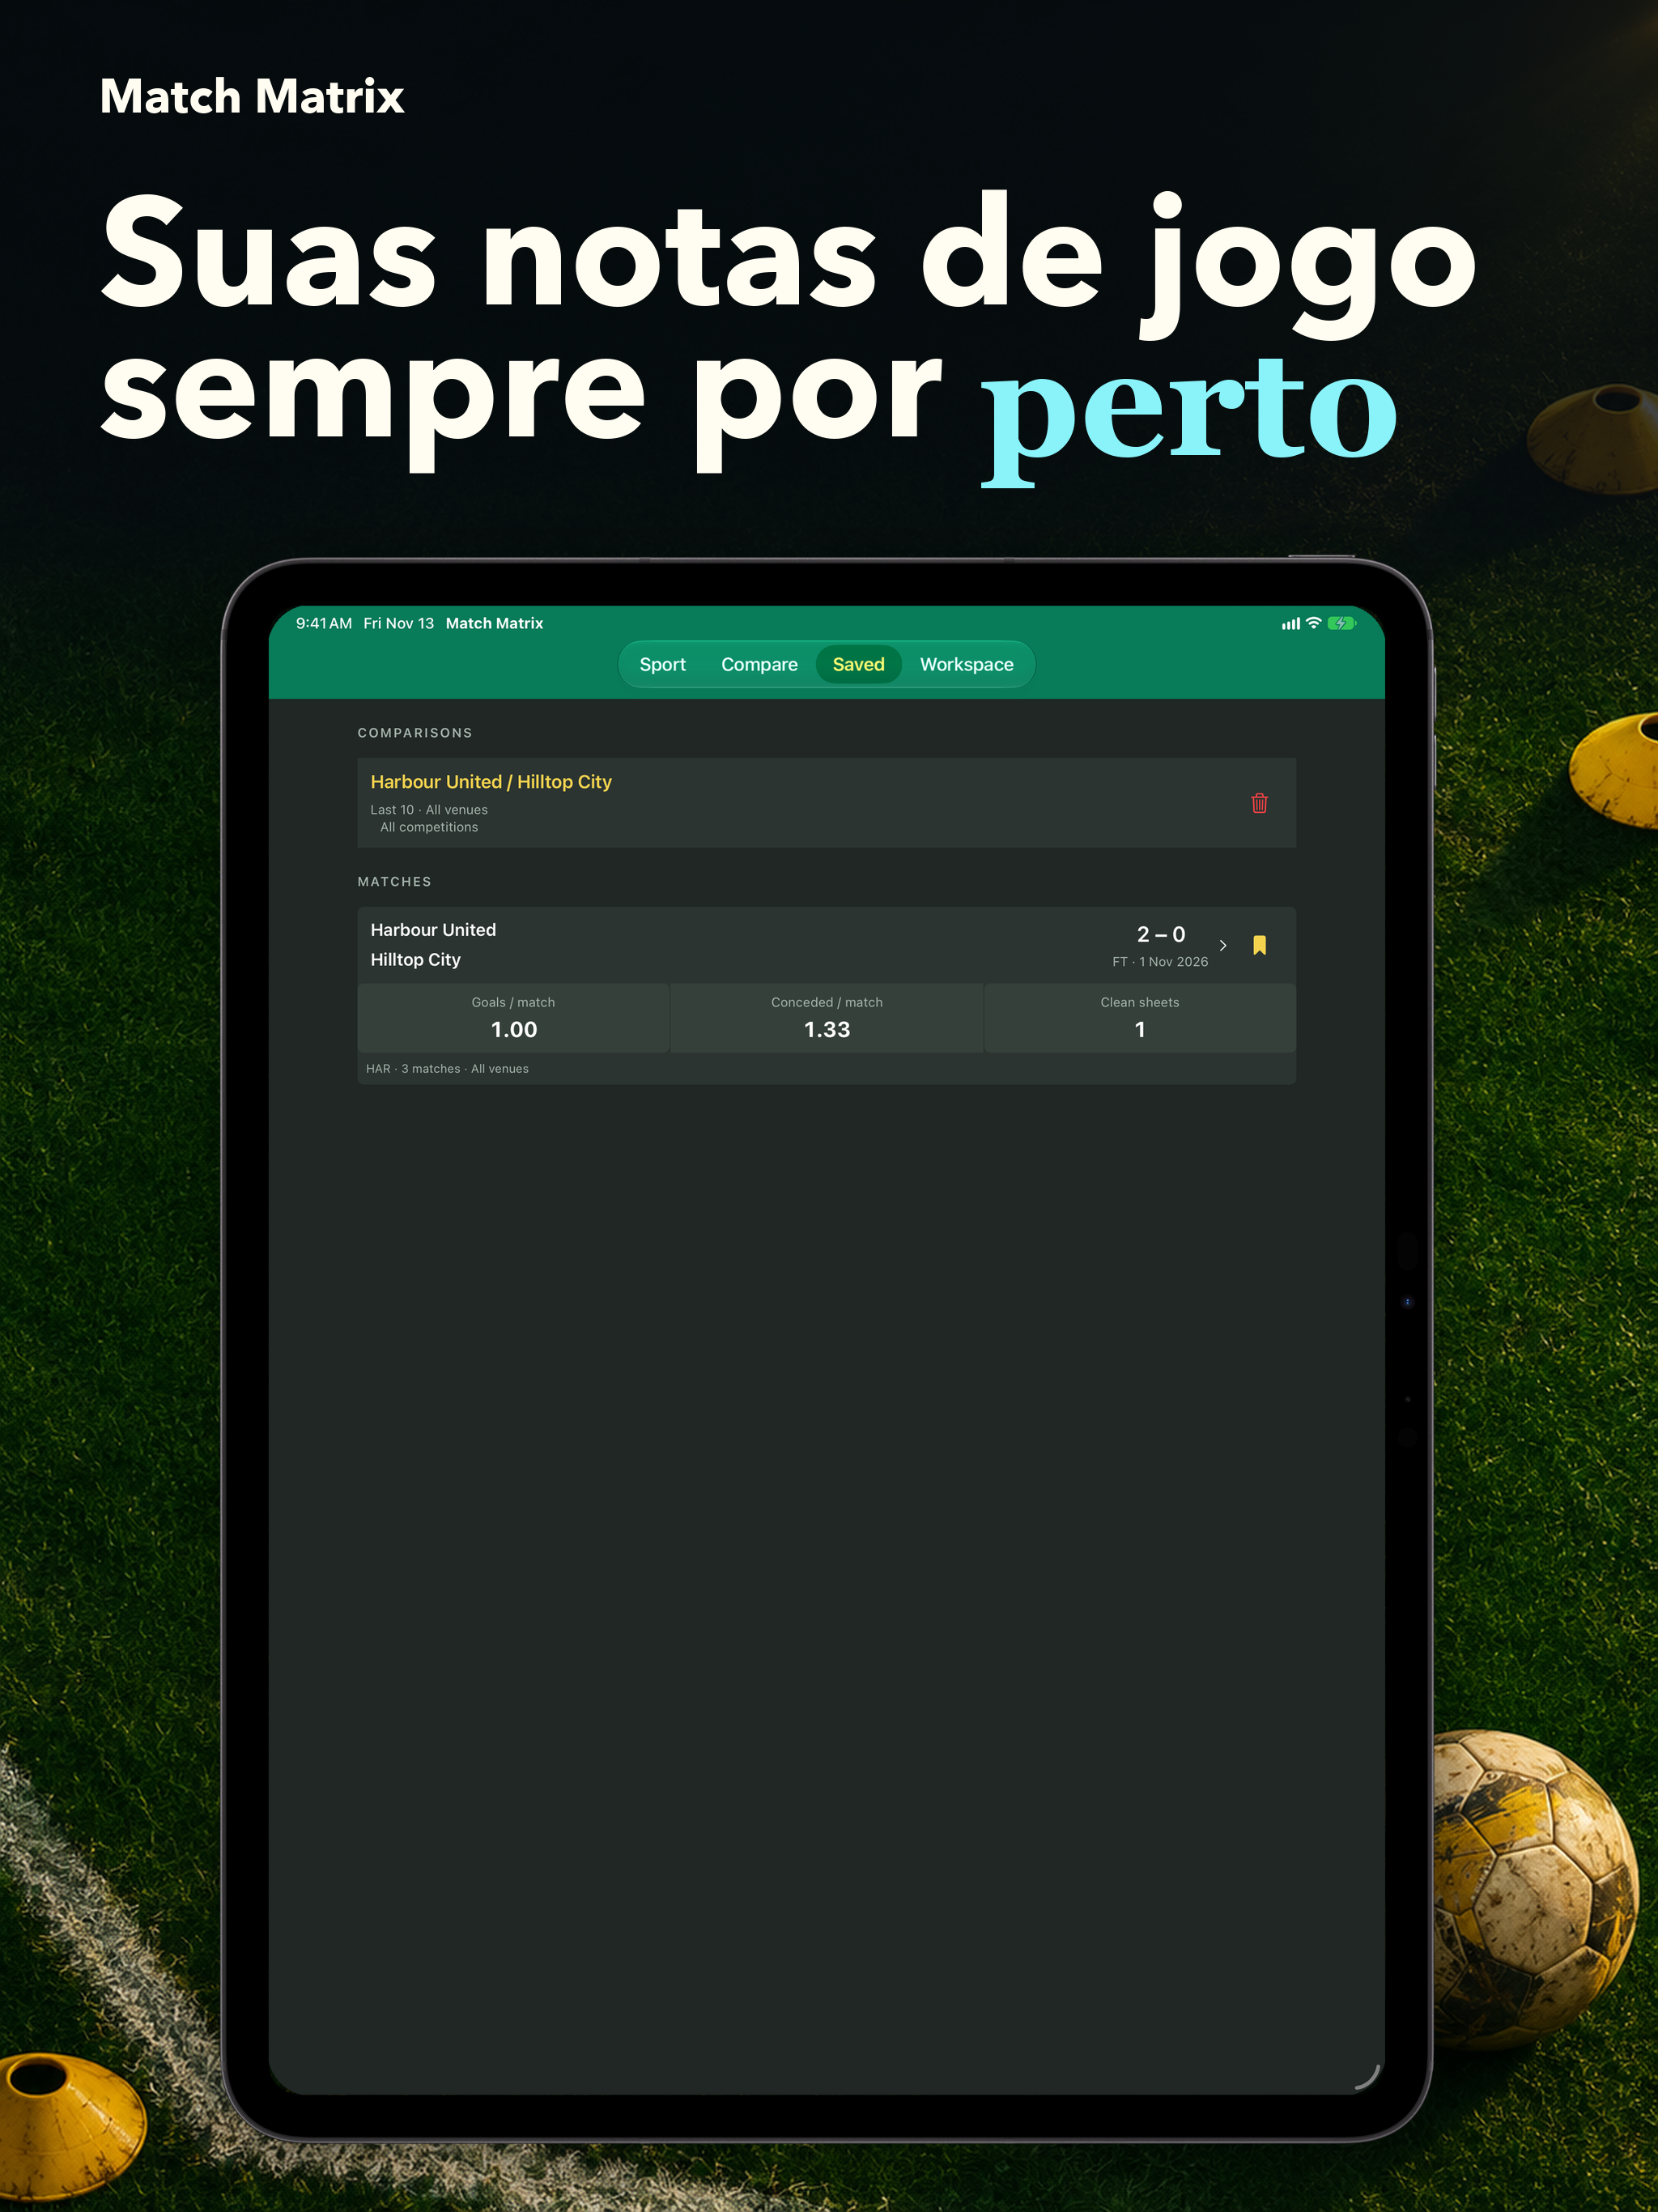 Match Matrix
Suas notas de jogo
sempre por perto
9:41 AM Fri Nov 13 Match Matrix
Sport Compare Saved Workspace
COMPARISONS
Harbour United / Hilltop City
Last 10 · All venues
All competitions
MATCHES
Harbour United
Hilltop City
2 – 0
FT · 1 Nov 2026
Goals / match Conceded / match Clean sheets
1.00 1.33 1
HAR · 3 matches · All venues